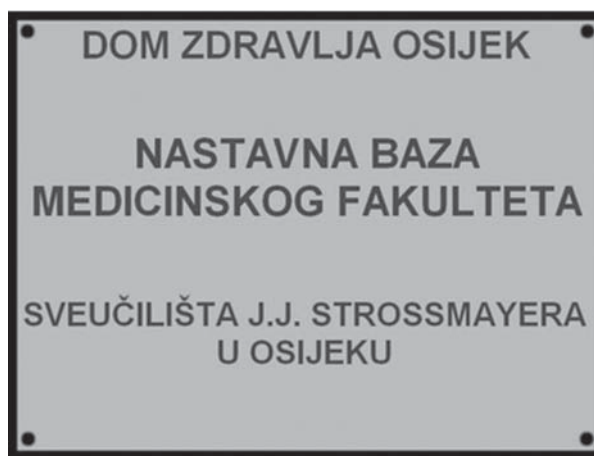 DOM ZDRAVLJA OSIJEK
NASTAVNA BAZA
MEDICINSKOG FAKULTETA
SVEUČILIŠTA J.J. STROSSMAYERA
U OSIJEKU